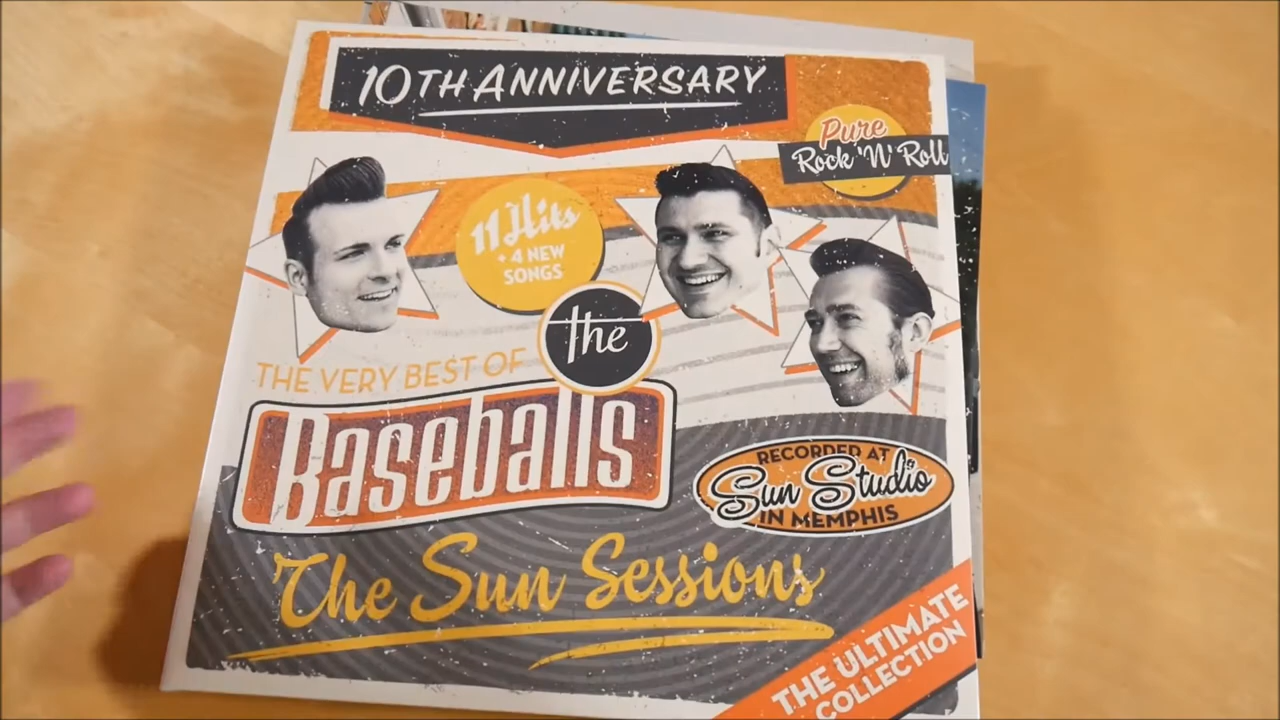 10TH ANNIVERSARY
Pure
Rock 'N' Roll
11 Hits
+ 4 NEW
SONGS
THE VERY BEST OF
the
Baseballs
RECORDED AT
Sun Studio
IN MEMPHIS
The Sun Sessions
THE ULTIMATE
COLLECTION